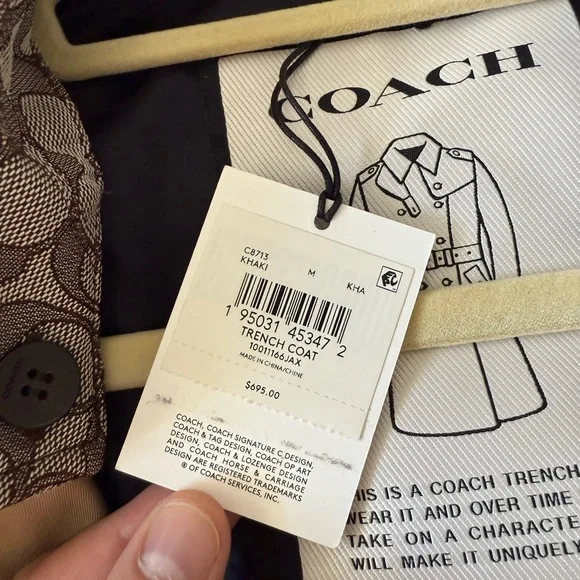 COACH
C8713
KHAKI M KHA
1 95031 45347 2
TRENCH COAT
10011166JAX
MADE IN CHINA/CHINE
$695.00
COACH, COACH SIGNATURE C DESIGN,
COACH & TAG DESIGN, COACH OP ART
DESIGN, COACH & LOZENGE DESIGN
AND COACH HORSE & CARRIAGE
DESIGN ARE REGISTERED TRADEMARKS
® OF COACH SERVICES, INC.
HIS IS A COACH TRENCH
WEAR IT AND OVER TIME
TAKE ON A CHARACTE
WILL MAKE IT UNIQUELY
COACH